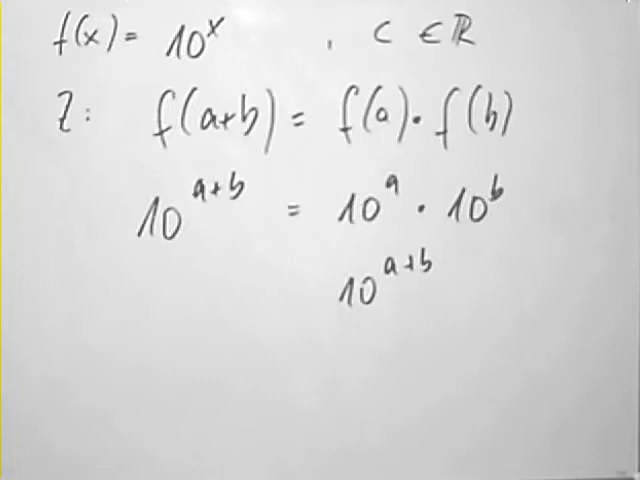 f(x) = 10^x , c ∈ ℝ
Z: f(a+b) = f(a) · f(b)
10^{a+b} = 10^a · 10^b
10^{a+b}